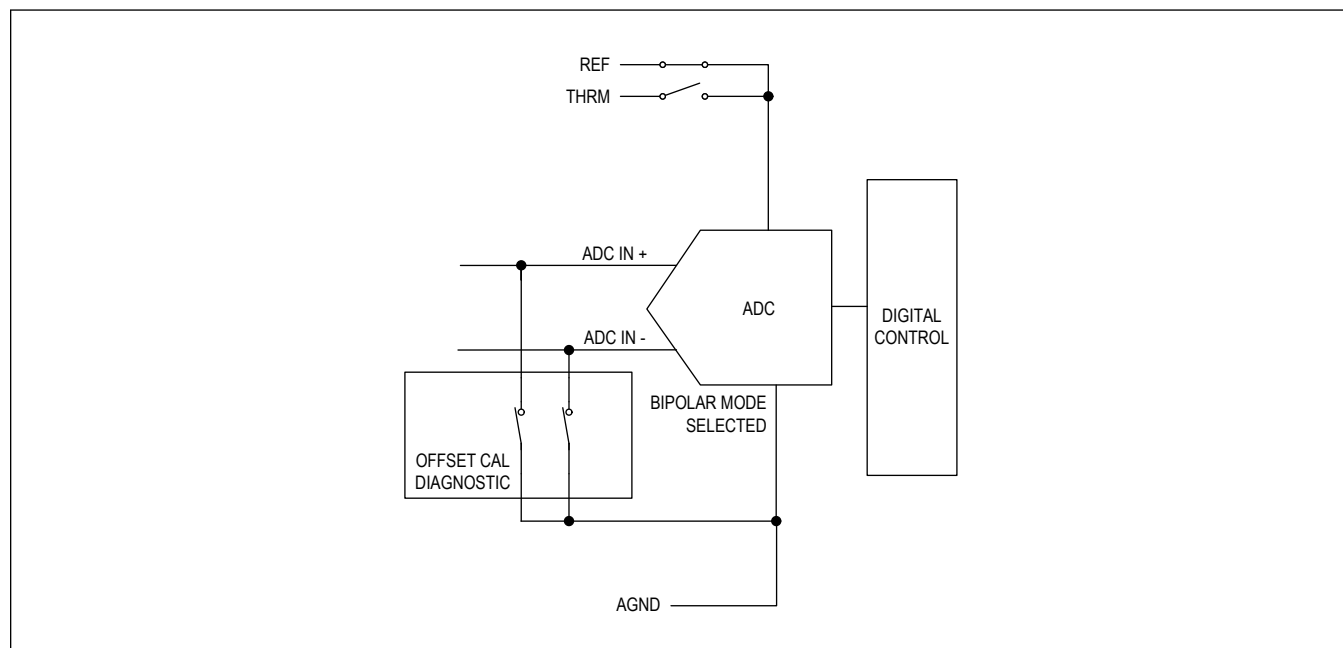 REF
THRM
ADC IN +
ADC
DIGITAL
CONTROL
ADC IN -
BIPOLAR MODE
SELECTED
OFFSET CAL
DIAGNOSTIC
AGND